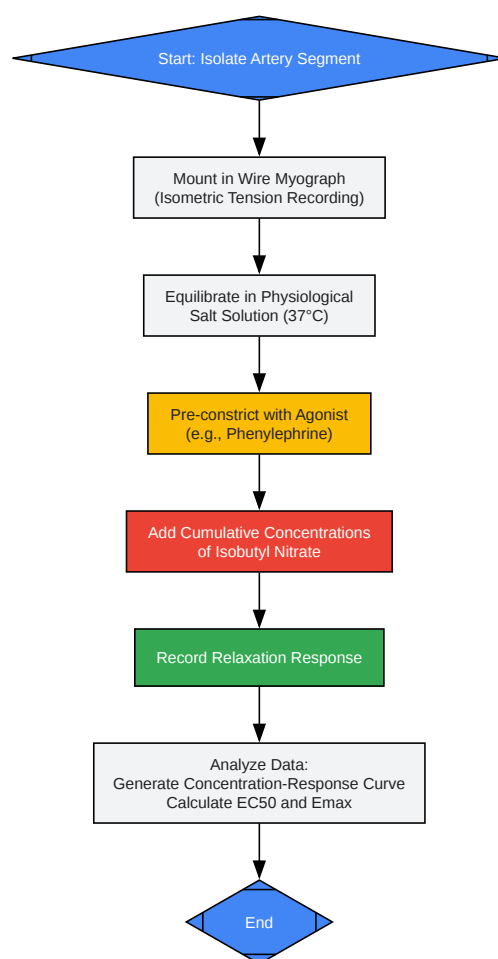 Start: Isolate Artery Segment
Mount in Wire Myograph
(Isometric Tension Recording)
Equilibrate in Physiological
Salt Solution (37°C)
Pre-constrict with Agonist
(e.g., Phenylephrine)
Add Cumulative Concentrations
of Isobutyl Nitrate
Record Relaxation Response
Analyze Data:
Generate Concentration-Response Curve
Calculate EC50 and Emax
End